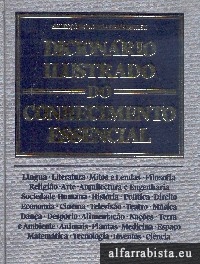 DICIONÁRIO
ILUSTRADO
DO
CONHECIMENTO
ESSENCIAL
Língua · Literatura · Mitos e Lendas · Filosofia
Religião · Arte · Arquitectura e Engenharia
Sociedade Humana · História · Política · Direito
Economia · Cinema · Televisão · Teatro · Música
Dança · Desporto · Alimentação · Nações · Terra
e Ambiente · Animais · Plantas · Medicina · Espaço
Matemática · Tecnologia · Inventos · Ciência
alfarrabista.eu